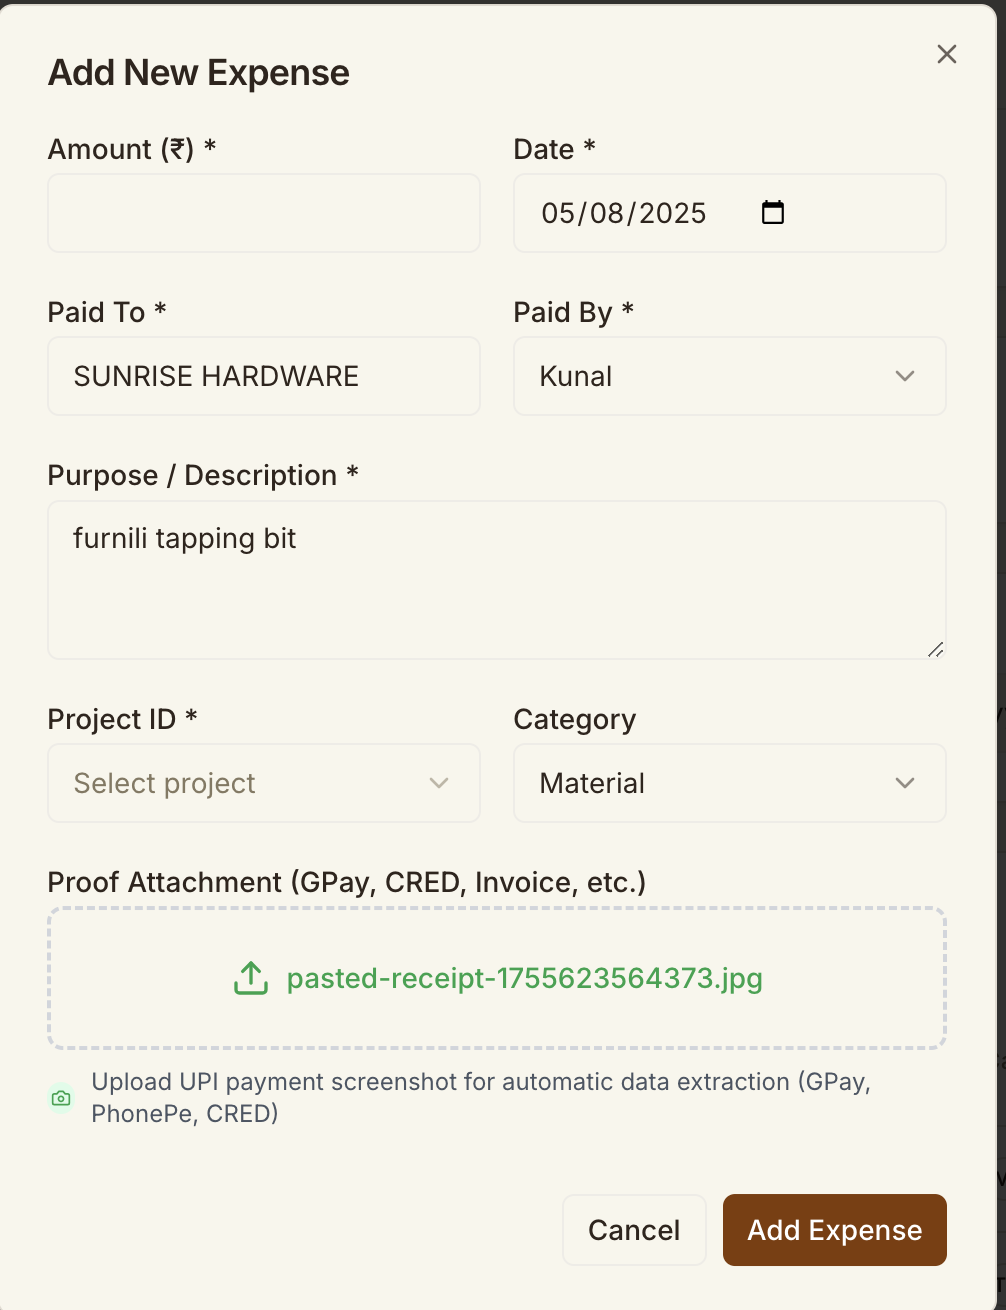 Add New Expense
Amount (₹) *
Date *
05/08/2025
Paid To *
Paid By *
SUNRISE HARDWARE
Kunal
Purpose / Description *
furnili tapping bit
Project ID *
Category
Select project
Material
Proof Attachment (GPay, CRED, Invoice, etc.)
pasted-receipt-1755623564373.jpg
Upload UPI payment screenshot for automatic data extraction (GPay,
PhonePe, CRED)
Cancel
Add Expense